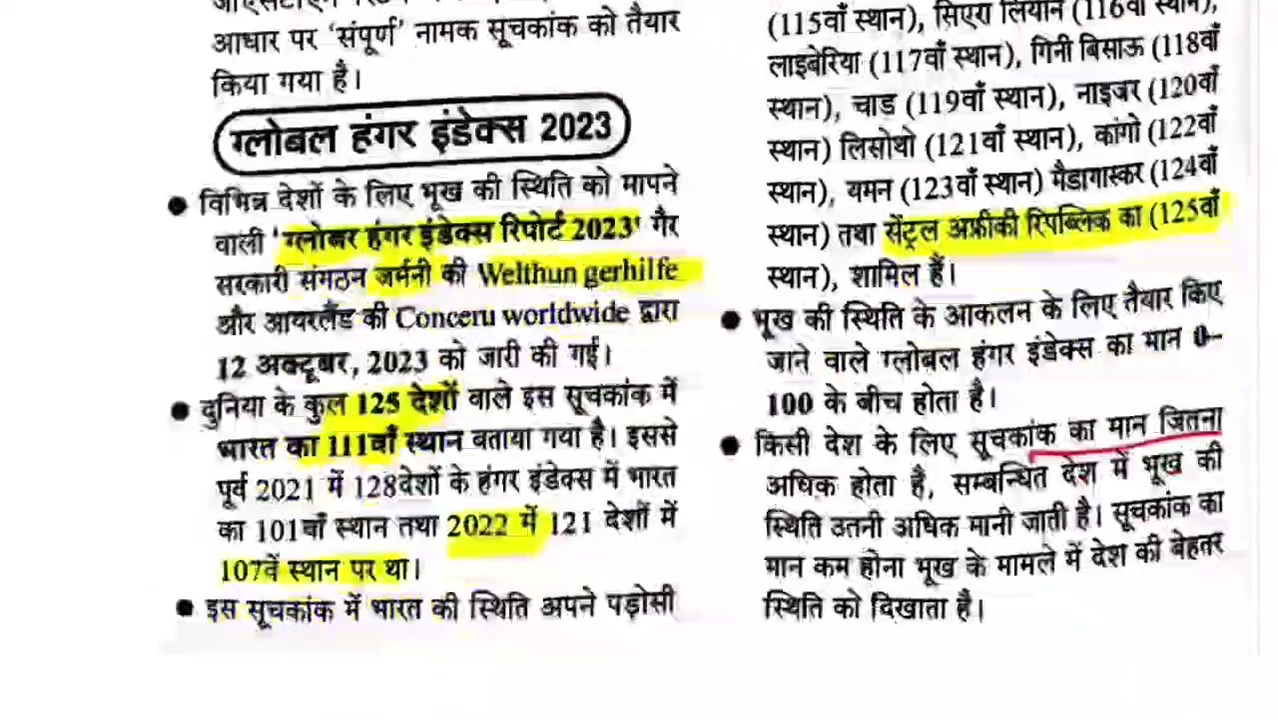 आधार पर 'संपूर्ण' नामक सूचकांक को तैयार
किया गया है।
ग्लोबल हंगर इंडेक्स 2023
● विभिन्न देशों के लिए भूख की स्थिति को मापने
वाली 'ग्लोबर हंगर इंडेक्स रिपोर्ट 2023' गैर
सरकारी संगठन जर्मनी की Welthun gerhilfe
और आयरलैंड की Conceru worldwide द्वारा
12 अक्टूबर, 2023 को जारी की गई।
● दुनिया के कुल 125 देशों वाले इस सूचकांक में
भारत का 111वाँ स्थान बताया गया है। इससे
पूर्व 2021 में 128देशों के हंगर इंडेक्स में भारत
का 101वाँ स्थान तथा 2022 में 121 देशों में
107वें स्थान पर था।
● इस सूचकांक में भारत की स्थिति अपने पड़ोसी
(115वाँ स्थान), सिएरा लियोन (116वाँ स्थान),
लाइबेरिया (117वाँ स्थान), गिनी बिसाऊ (118वाँ
स्थान), चाड (119वाँ स्थान), नाइजर (120वाँ
स्थान) लिसोथो (121वाँ स्थान), कांगो (122वाँ
स्थान), यमन (123वाँ स्थान) मैडागास्कर (124वाँ
स्थान) तथा सेंट्रल अफ्रीकी रिपब्लिक का (125वाँ
स्थान), शामिल हैं।
● भूख की स्थिति के आकलन के लिए तैयार किए
जाने वाले ग्लोबल हंगर इंडेक्स का मान 0–
100 के बीच होता है।
● किसी देश के लिए सूचकांक का मान जितना
अधिक होता है, सम्बन्धित देश में भूख की
स्थिति उतनी अधिक मानी जाती है। सूचकांक का
मान कम होना भूख के मामले में देश की बेहतर
स्थिति को दिखाता है।